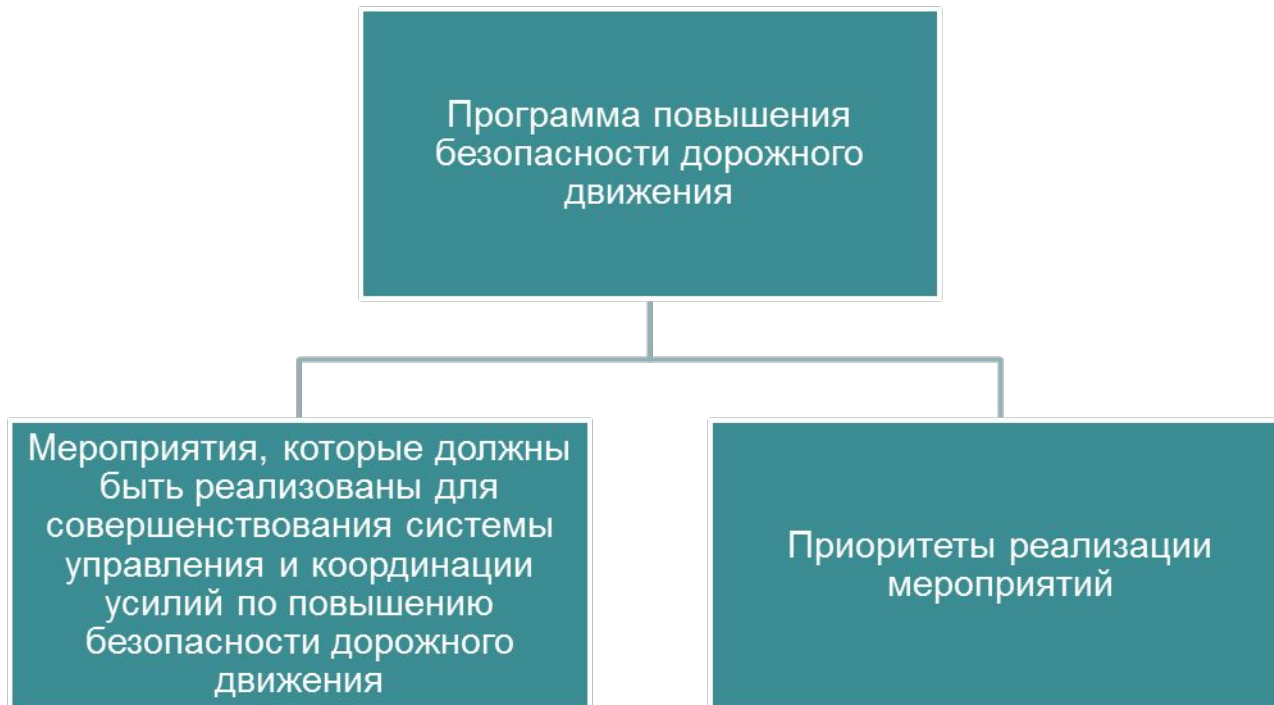 Программа повышения
безопасности дорожного
движения
Мероприятия, которые должны
быть реализованы для
совершенствования системы
управления и координации
усилий по повышению
безопасности дорожного
движения
Приоритеты реализации
мероприятий